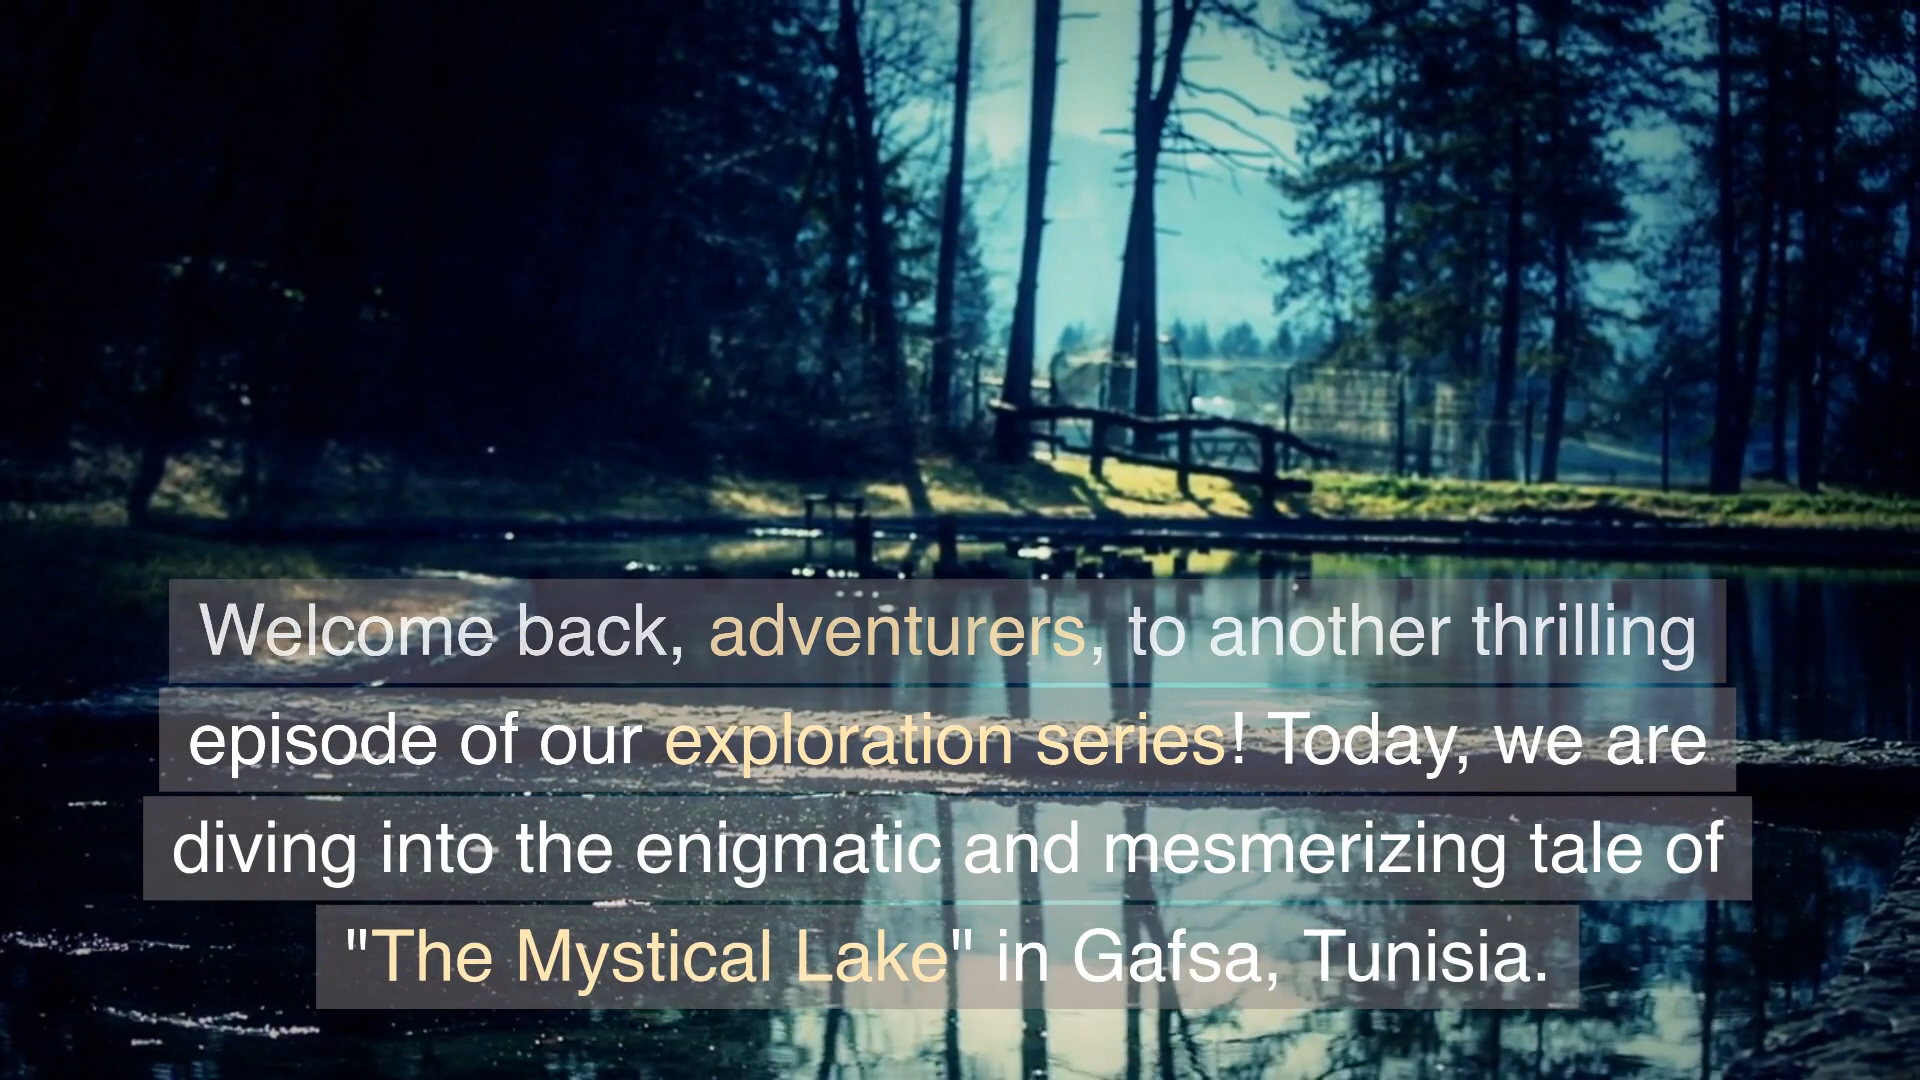 Welcome back, adventurers, to another thrilling
episode of our exploration series! Today, we are
diving into the enigmatic and mesmerizing tale of
"The Mystical Lake" in Gafsa, Tunisia.